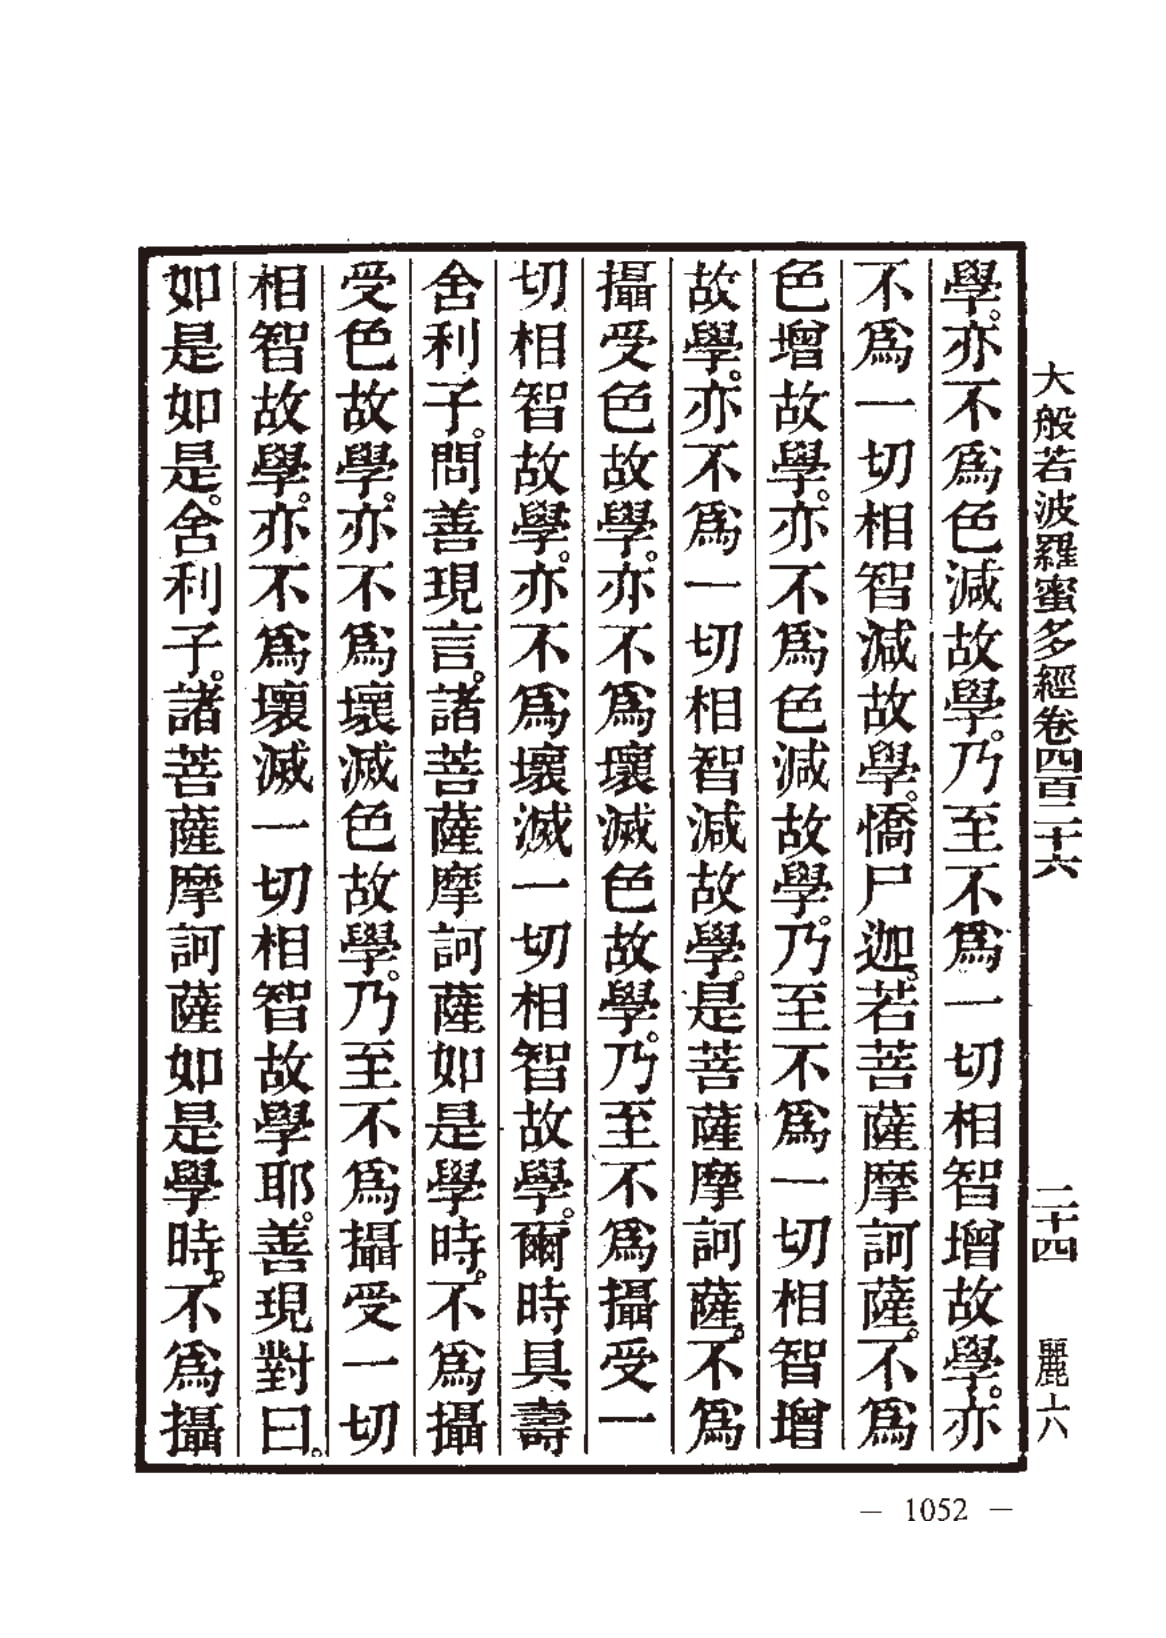 大般若波羅蜜多經卷四百二十六　二十四　麗六
學。亦不爲色減故學。乃至不爲一切相智增故學。亦
不爲一切相智減故學。憍尸迦。若菩薩摩訶薩。不爲
色增故學。亦不爲色減故學。乃至不爲一切相智增
故學。亦不爲一切相智減故學。是菩薩摩訶薩。不爲
攝受色故學。亦不爲壞滅色故學。乃至不爲攝受一
切相智故學。亦不爲壞滅一切相智故學。爾時具壽
舍利子。問善現言。諸菩薩摩訶薩如是學時。不爲攝
受色故學。亦不爲壞滅色故學。乃至不爲攝受一切
相智故學。亦不爲壞滅一切相智故學耶。善現對曰。
如是如是。舍利子。諸菩薩摩訶薩如是學時。不爲攝
— 1052 —